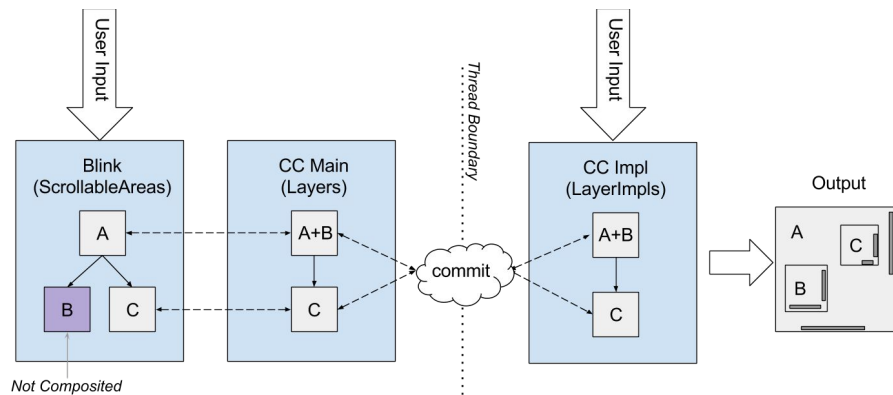 User Input
Blink
(ScrollableAreas)
A
B
C
Not Composited
CC Main
(Layers)
A+B
C
Thread Boundary
commit
User Input
CC Impl
(LayerImpls)
A+B
C
Output
A
C
B